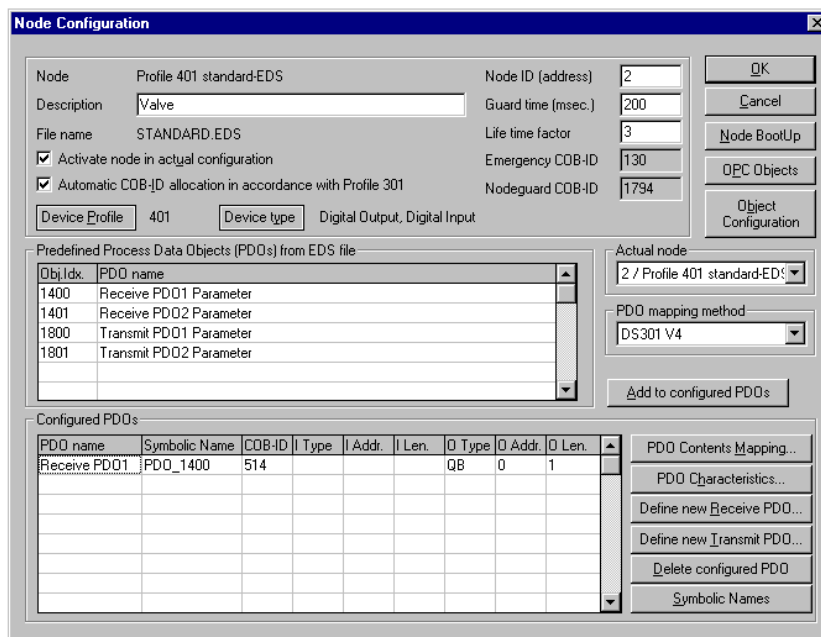 Node Configuration
Node Profile 401 standard-EDS
Description Valve
File name STANDARD.EDS
Activate node in actual configuration
Automatic COB-ID allocation in accordance with Profile 301
Device Profile 401 Device type Digital Output, Digital Input
Node ID (address) 2
Guard time (msec.) 200
Life time factor 3
Emergency COB-ID 130
Nodeguard COB-ID 1794
OK
Cancel
Node BootUp
OPC Objects
Object
Configuration
Predefined Process Data Objects (PDOs) from EDS file
Obj.Idx. PDO name
1400 Receive PDO1 Parameter
1401 Receive PDO2 Parameter
1800 Transmit PDO1 Parameter
1801 Transmit PDO2 Parameter
Actual node
2 / Profile 401 standard-EDS
PDO mapping method
DS301 V4
Add to configured PDOs
Configured PDOs
PDO name Symbolic Name COB-ID I Type I Addr. I Len. O Type O Addr. O Len.
Receive PDO1 PDO_1400 514 QB 0 1
PDO Contents Mapping...
PDO Characteristics...
Define new Receive PDO...
Define new Transmit PDO...
Delete configured PDO
Symbolic Names